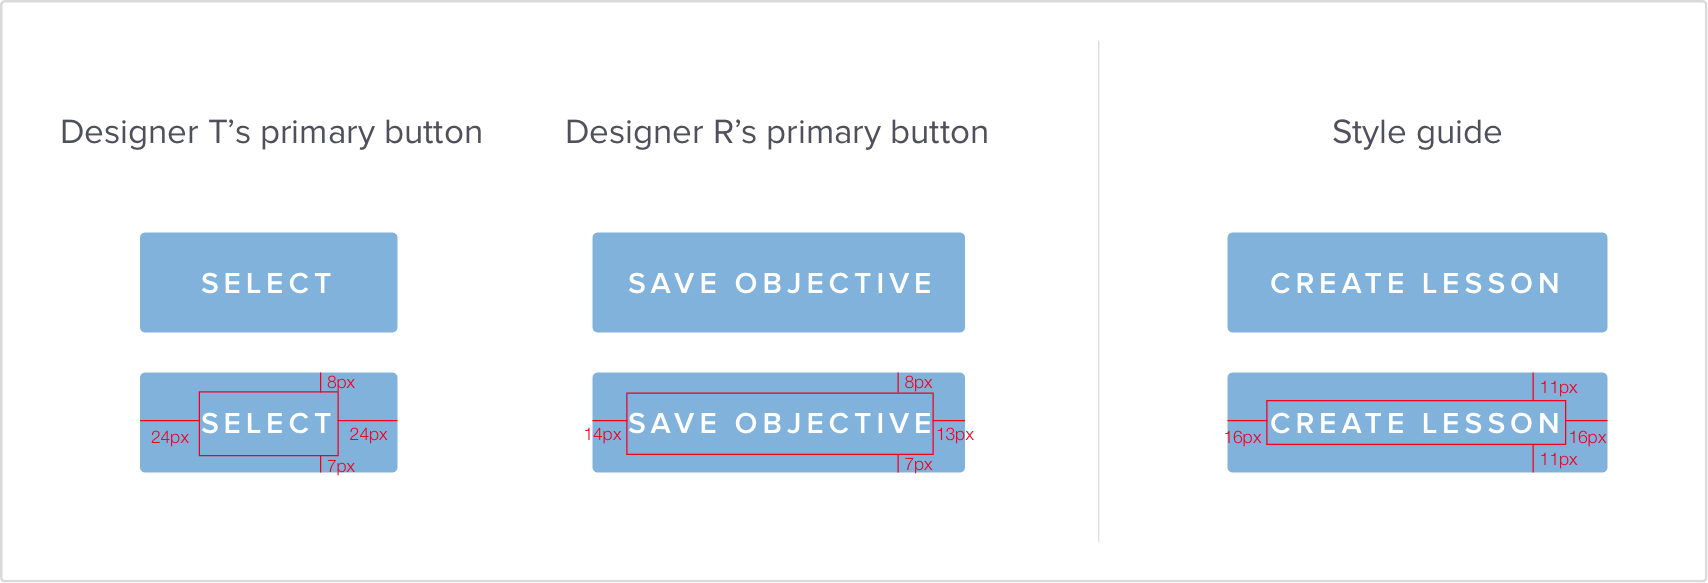 Designer T’s primary button
Designer R’s primary button
Style guide
SELECT
SAVE OBJECTIVE
CREATE LESSON
8px
SELECT
24px
24px
7px
8px
SAVE OBJECTIVE
14px
13px
7px
11px
CREATE LESSON
16px
16px
11px